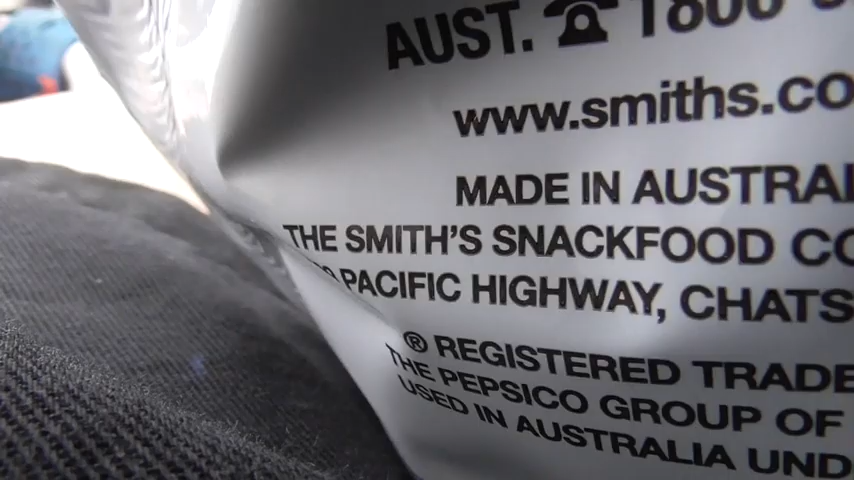 AUST. ☎ 1800
www.smiths.co
MADE IN AUSTRAL
THE SMITH'S SNACKFOOD CO
PACIFIC HIGHWAY, CHATS
® REGISTERED TRADE
THE PEPSICO GROUP OF
USED IN AUSTRALIA UND